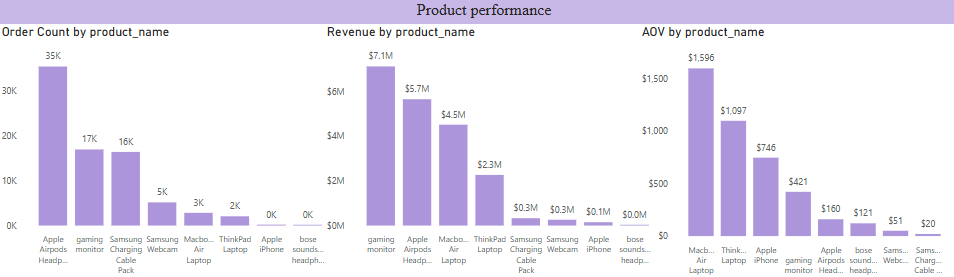 Product performance
Order Count by product_name
35K
30K
17K
16K
20K
10K
5K
3K
2K
0K
0K
0K
Apple
Airpods
Headp...
gaming
monitor
Samsung
Charging
Cable
Pack
Samsung
Webcam
Macbo...
Air
Laptop
ThinkPad
Laptop
Apple
iPhone
bose
sounds...
headph...
Revenue by product_name
$7.1M
$6M
$5.7M
$4.5M
$4M
$2.3M
$2M
$0.3M
$0.3M
$0.1M
$0.0M
$0M
gaming
monitor
Apple
Airpods
Headp...
Macbo...
Air
Laptop
ThinkPad
Laptop
Samsung
Charging
Cable
Pack
Samsung
Webcam
Apple
iPhone
bose
sounds...
headph...
AOV by product_name
$1,596
$1,500
$1,097
$1,000
$746
$500
$421
$160
$121
$51
$20
$0
Macb...
Air
Laptop
Think...
Laptop
Apple
iPhone
gaming
monitor
Apple
Airpods
Head...
bose
soun...
headp...
Sams...
Webc...
Sams...
Charg...
Cable ...